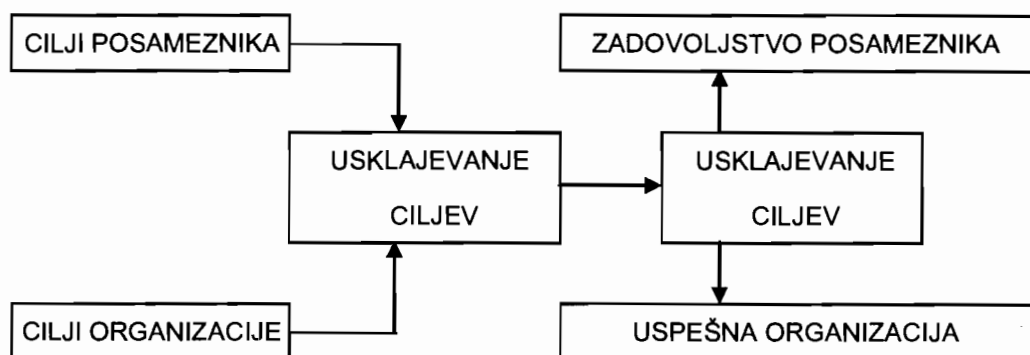 CILJI POSAMEZNIKA
ZADOVOLJSTVO POSAMEZNIKA
USKLAJEVANJE
CILJEV
USKLAJEVANJE
CILJEV
CILJI ORGANIZACIJE
USPEŠNA ORGANIZACIJA